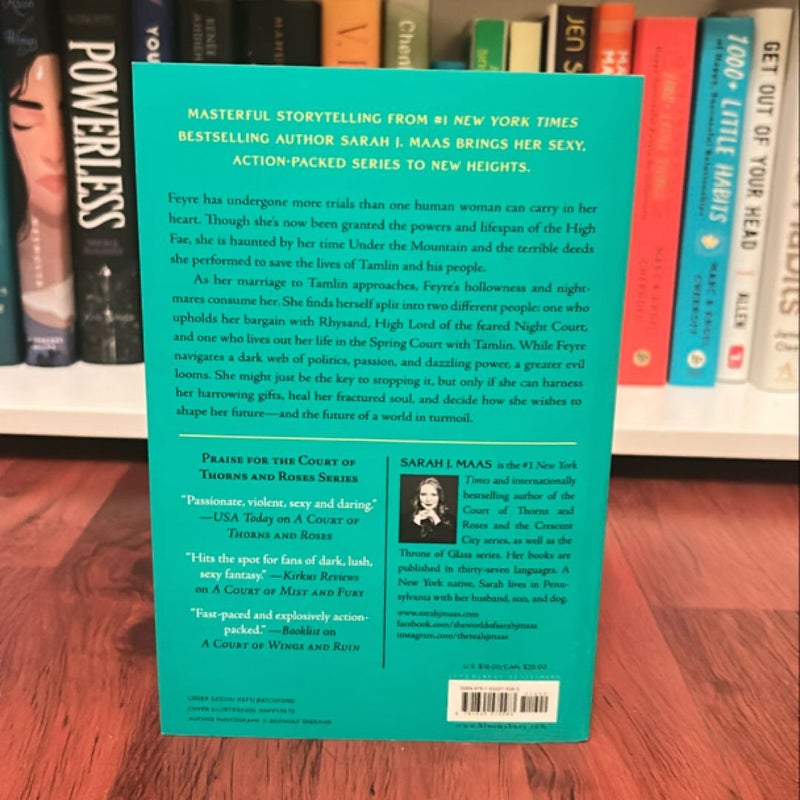 POWERLESS
YOU
Chen
JEN S
1000+ LITTLE HABITS
GET OUT OF YOUR HEAD
ALLEN
MASTERFUL STORYTELLING FROM #1 NEW YORK TIMES
BESTSELLING AUTHOR SARAH J. MAAS BRINGS HER SEXY,
ACTION-PACKED SERIES TO NEW HEIGHTS.
Feyre has undergone more trials than one human woman can carry in her
heart. Though she's now been granted the powers and lifespan of the High
Fae, she is haunted by her time Under the Mountain and the terrible deeds
she performed to save the lives of Tamlin and his people.
As her marriage to Tamlin approaches, Feyre's hollowness and night-
mares consume her. She finds herself split into two different people: one who
upholds her bargain with Rhysand, High Lord of the feared Night Court,
and one who lives out her life in the Spring Court with Tamlin. While Feyre
navigates a dark web of politics, passion, and dazzling power, a greater evil
looms. She might just be the key to stopping it, but only if she can harness
her harrowing gifts, heal her fractured soul, and decide how she wishes to
shape her future—and the future of a world in turmoil.
PRAISE FOR THE COURT OF
THORNS AND ROSES SERIES
"Passionate, violent, sexy and daring."
—USA Today on A COURT OF
THORNS AND ROSES
"Hits the spot for fans of dark, lush,
sexy fantasy." —Kirkus Reviews
on A COURT OF MIST AND FURY
"Fast-paced and explosively action-
packed." —Booklist on
A COURT OF WINGS AND RUIN
SARAH J. MAAS is the #1 New York
Times and internationally
bestselling author of the
Court of Thorns and
Roses and the Crescent
City series, as well as the
Throne of Glass series. Her books are
published in thirty-seven languages. A
New York native, Sarah lives in Penn-
sylvania with her husband, son, and dog.
www.sarahjmaas.com
facebook.com/theworldofsarahjmaas
instagram.com/therealsjmaas
U.S. $19.00/CAN. $25.00
COVER ILLUSTRATION:
AUTHOR PHOTOGRAPH © BEOWULF SHEEHAN
www.bloomsbury.com